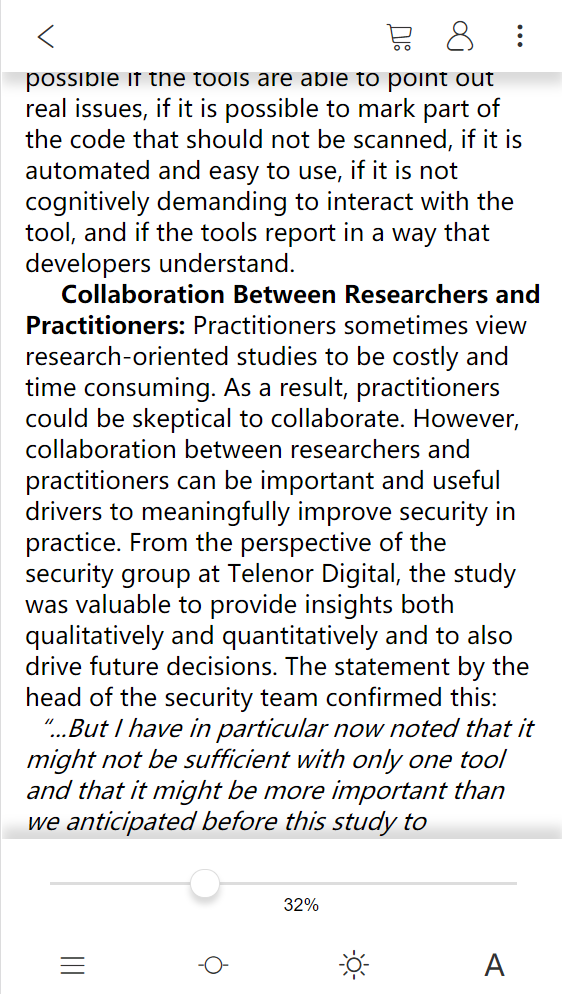 possible if the tools are able to point out
real issues, if it is possible to mark part of
the code that should not be scanned, if it is
automated and easy to use, if it is not
cognitively demanding to interact with the
tool, and if the tools report in a way that
developers understand.
Collaboration Between Researchers and
Practitioners: Practitioners sometimes view
research-oriented studies to be costly and
time consuming. As a result, practitioners
could be skeptical to collaborate. However,
collaboration between researchers and
practitioners can be important and useful
drivers to meaningfully improve security in
practice. From the perspective of the
security group at Telenor Digital, the study
was valuable to provide insights both
qualitatively and quantitatively and to also
drive future decisions. The statement by the
head of the security team confirmed this:
“...But I have in particular now noted that it
might not be sufficient with only one tool
and that it might be more important than
we anticipated before this study to
32%
A